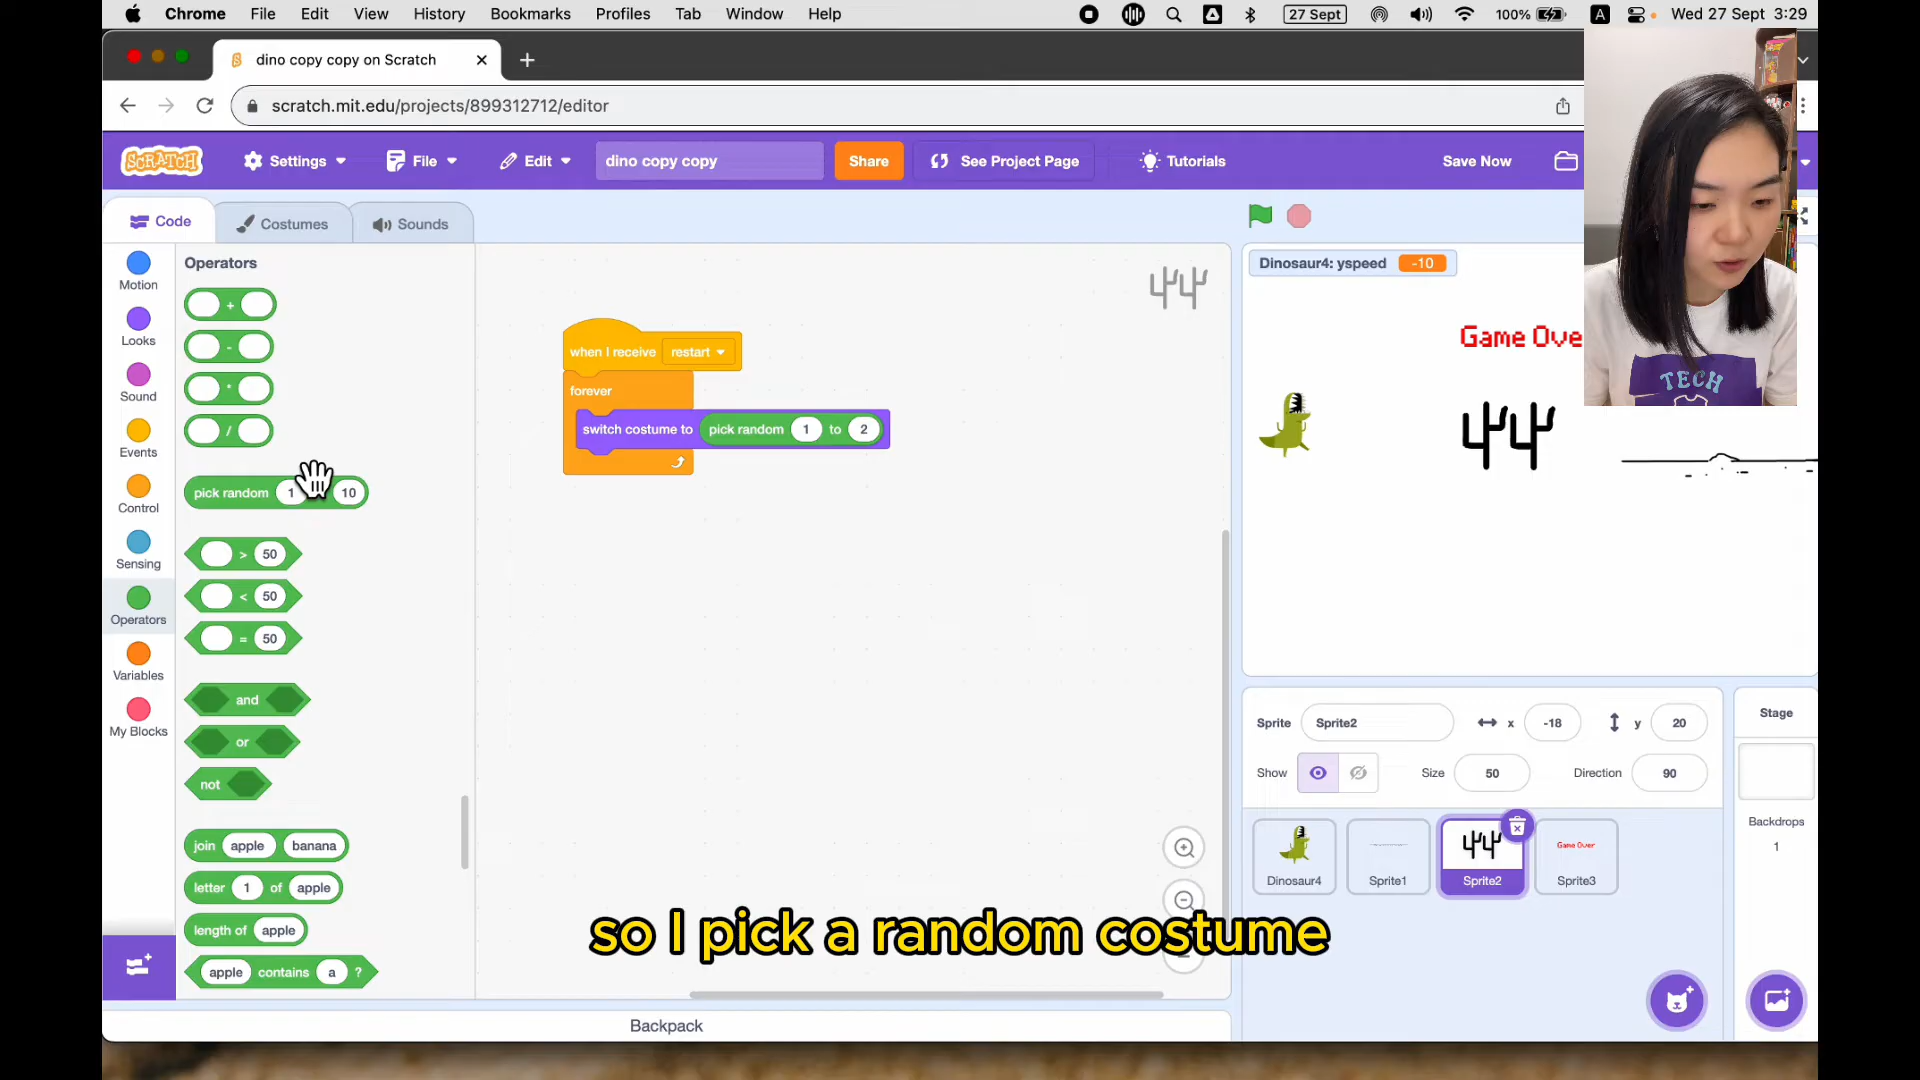 Chrome File Edit View History Bookmarks Profiles Tab Window Help 27 Sept 100% A Wed 27 Sept 3:29
dino copy copy on Scratch
scratch.mit.edu/projects/899312712/editor
SCRATCH Settings File Edit dino copy copy Share See Project Page Tutorials Save Now
Code Costumes Sounds
Motion
Looks
Sound
Events
Control
Sensing
Operators
Variables
My Blocks
Operators
+
-
*
/
pick random 1 10
> 50
< 50
= 50
and
or
not
join apple banana
letter 1 of apple
length of apple
apple contains a ?
when I receive restart
forever
switch costume to pick random 1 to 2
Dinosaur4: yspeed -10
Game Ove
TECH
Sprite Sprite2 x -18 y 20
Show Size 50 Direction 90
Dinosaur4 Sprite1 Sprite2 Game Over Sprite3
Stage
Backdrops
1
so I pick a random costume
Backpack